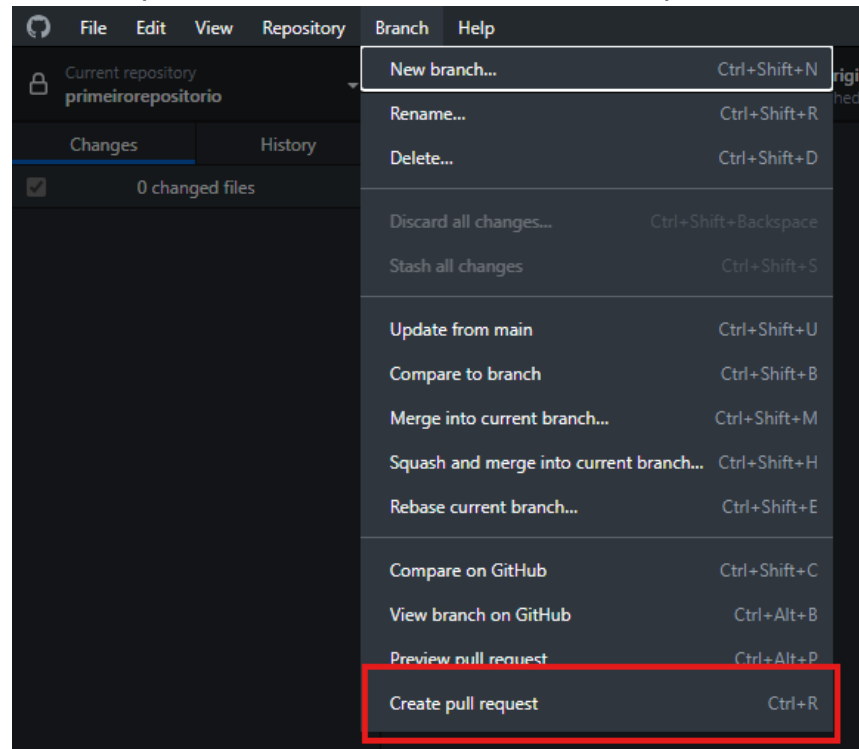 File Edit View Repository Branch Help
Current repository
primeirorepositorio
Changes History
0 changed files
New branch... Ctrl+Shift+N
Rename... Ctrl+Shift+R
Delete... Ctrl+Shift+D
Discard all changes... Ctrl+Shift+Backspace
Stash all changes Ctrl+Shift+S
Update from main Ctrl+Shift+U
Compare to branch Ctrl+Shift+B
Merge into current branch... Ctrl+Shift+M
Squash and merge into current branch... Ctrl+Shift+H
Rebase current branch... Ctrl+Shift+E
Compare on GitHub Ctrl+Shift+C
View branch on GitHub Ctrl+Alt+B
Preview pull request Ctrl+Alt+P
Create pull request Ctrl+R